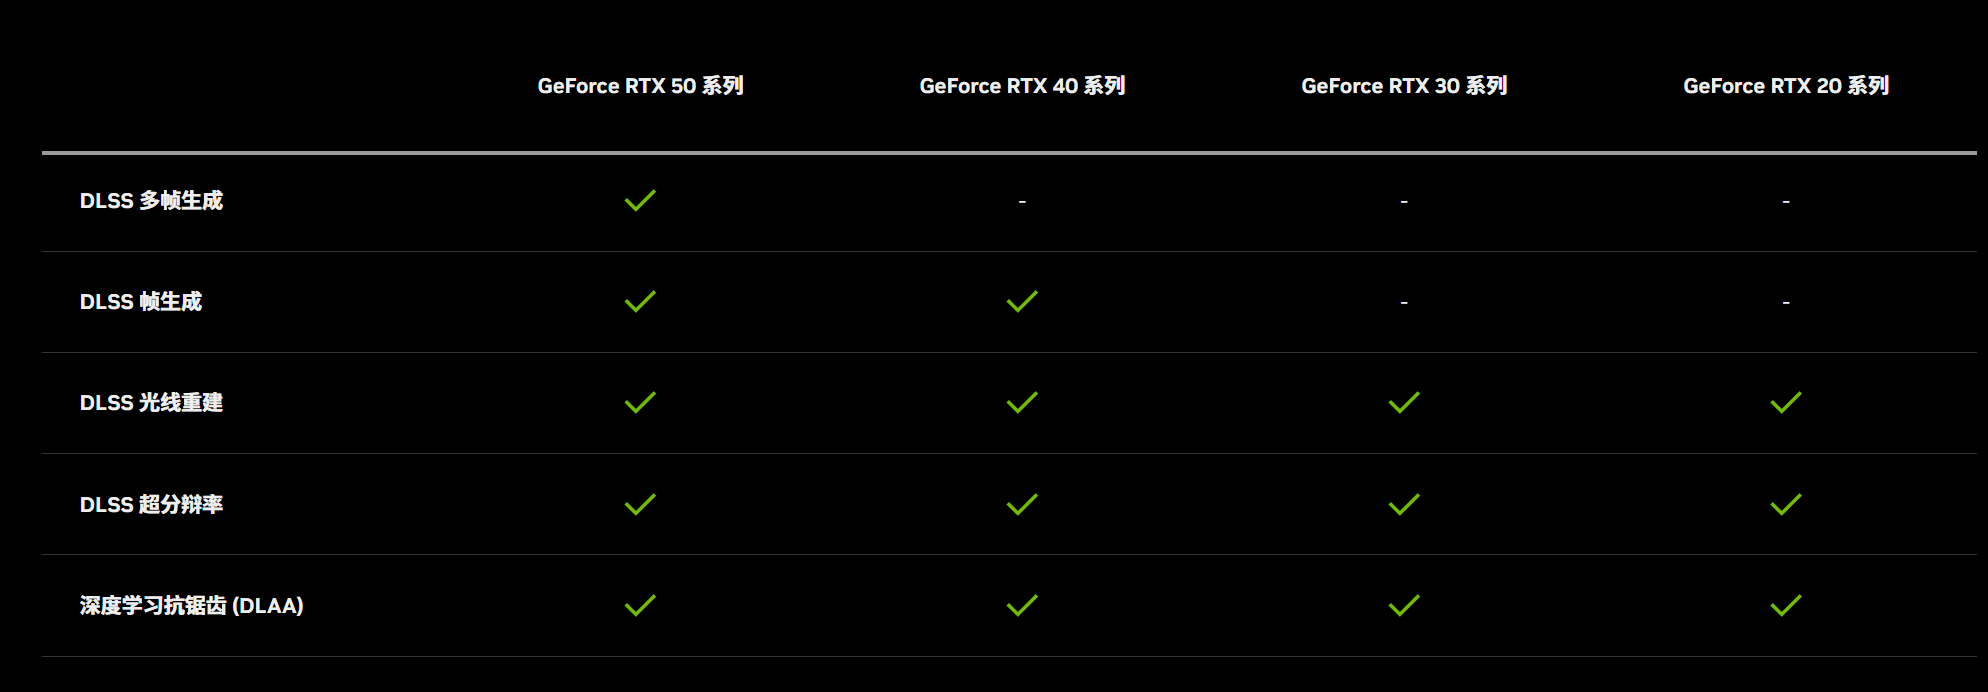 GeForce RTX 50 系列 GeForce RTX 40 系列 GeForce RTX 30 系列 GeForce RTX 20 系列
DLSS 多帧生成 ✓ - - -
DLSS 帧生成 ✓ ✓ - -
DLSS 光线重建 ✓ ✓ ✓ ✓
DLSS 超分辩率 ✓ ✓ ✓ ✓
深度学习抗锯齿 (DLAA) ✓ ✓ ✓ ✓